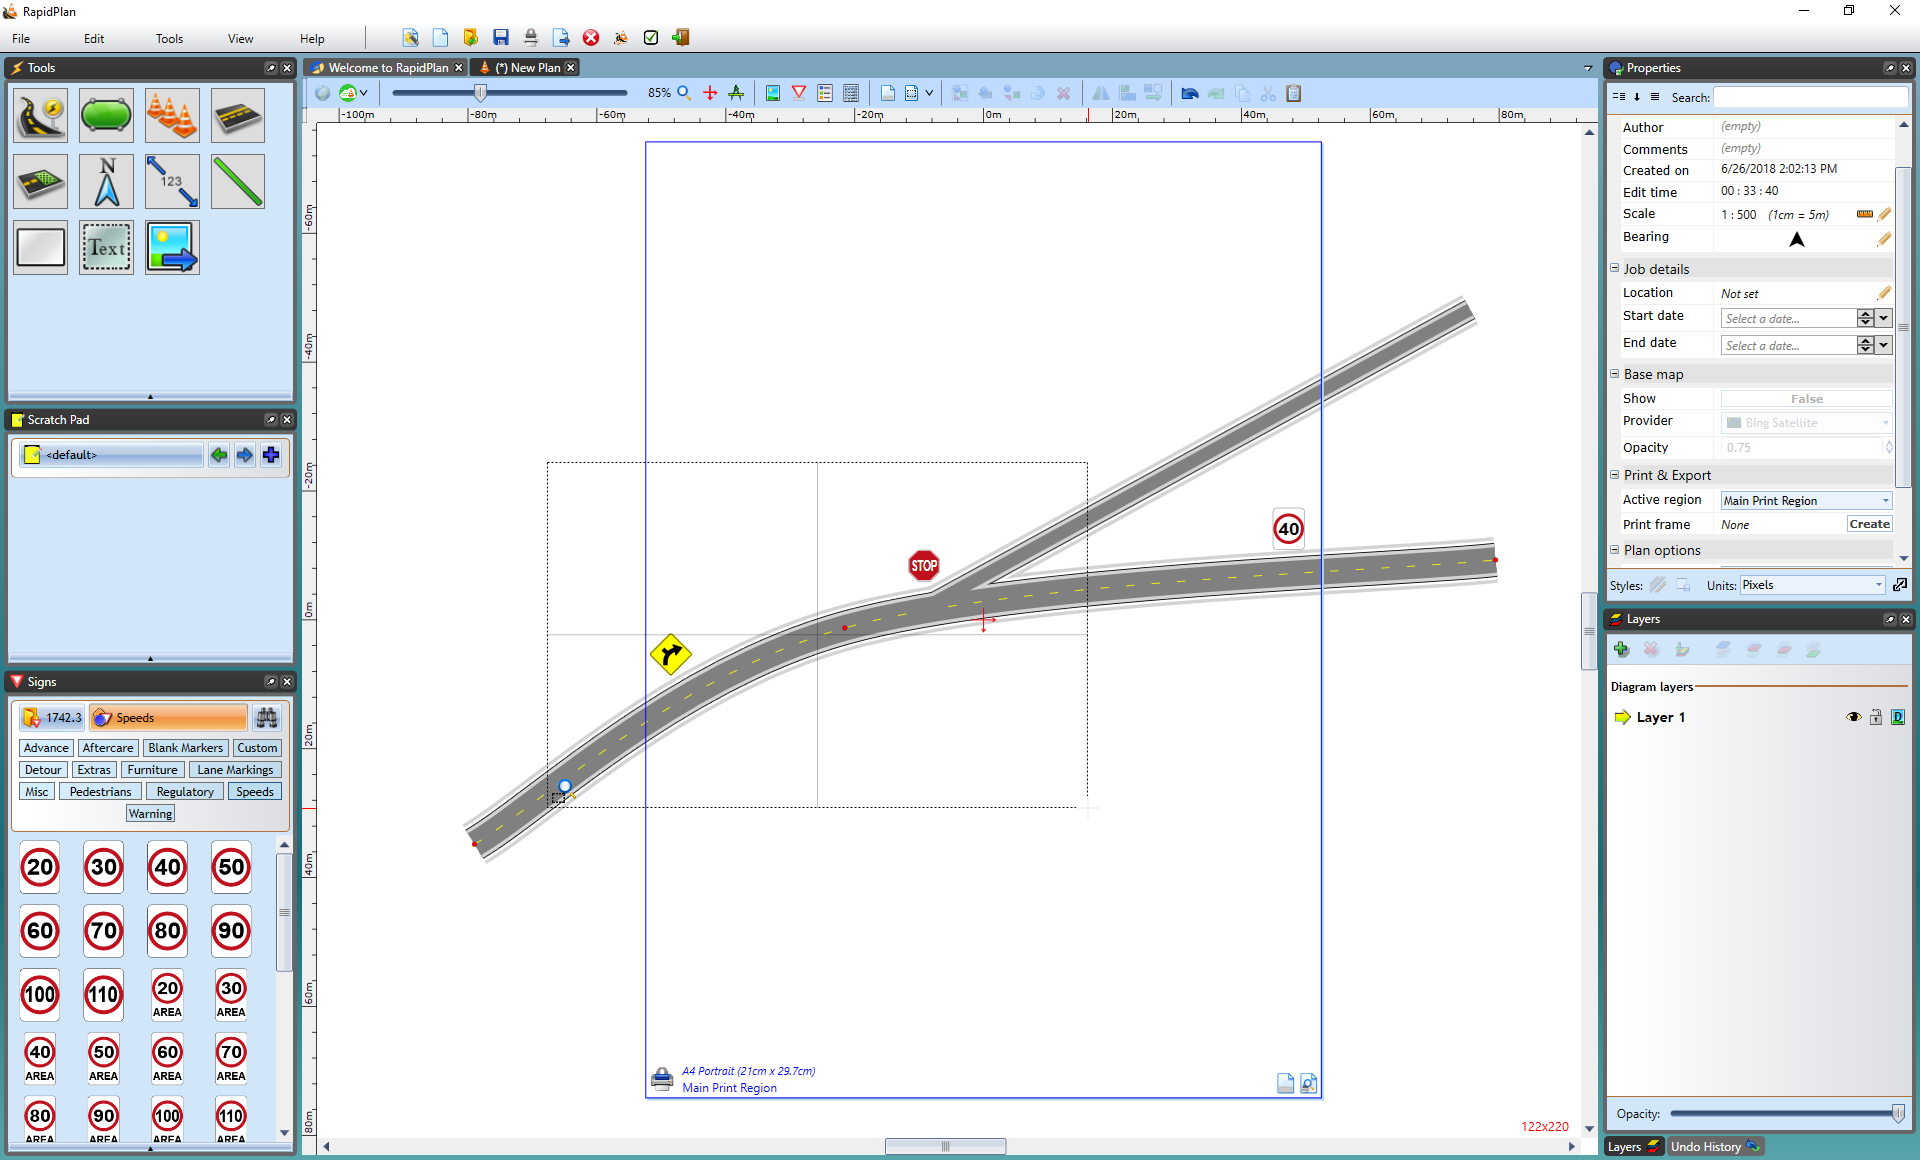 RapidPlan
File Edit Tools View Help
Tools
Welcome to RapidPlan (*) New Plan
Properties
85%
Search:
-100m -80m -60m -40m -20m 0m 20m 40m 60m 80m
N
123
Text
Author (empty)
Comments (empty)
Created on 6/26/2018 2:02:13 PM
Edit time 00 : 33 : 40
Scale 1 : 500 (1cm = 5m)
Bearing
Job details
Location Not set
Start date Select a date...
End date Select a date...
Base map
Show False
Provider Bing Satellite
Opacity 0.75
Print & Export
Active region Main Print Region
Print frame None Create
Plan options
Styles: Units: Pixels
Layers
Diagram layers
Layer 1
Opacity:
Layers Undo History
Scratch Pad
<default>
Signs
1742.3 Speeds
Advance Aftercare Blank Markers Custom
Detour Extras Furniture Lane Markings
Misc Pedestrians Regulatory Speeds
Warning
20 30 40 50
60 70 80 90
100 110 20 AREA 30 AREA
40 AREA 50 AREA 60 AREA 70 AREA
80 AREA 90 AREA 100 AREA 110 AREA
-60m
-40m
-20m
0m
20m
40m
60m
80m
STOP
40
A4 Portrait (21cm x 29.7cm)
Main Print Region
122x220